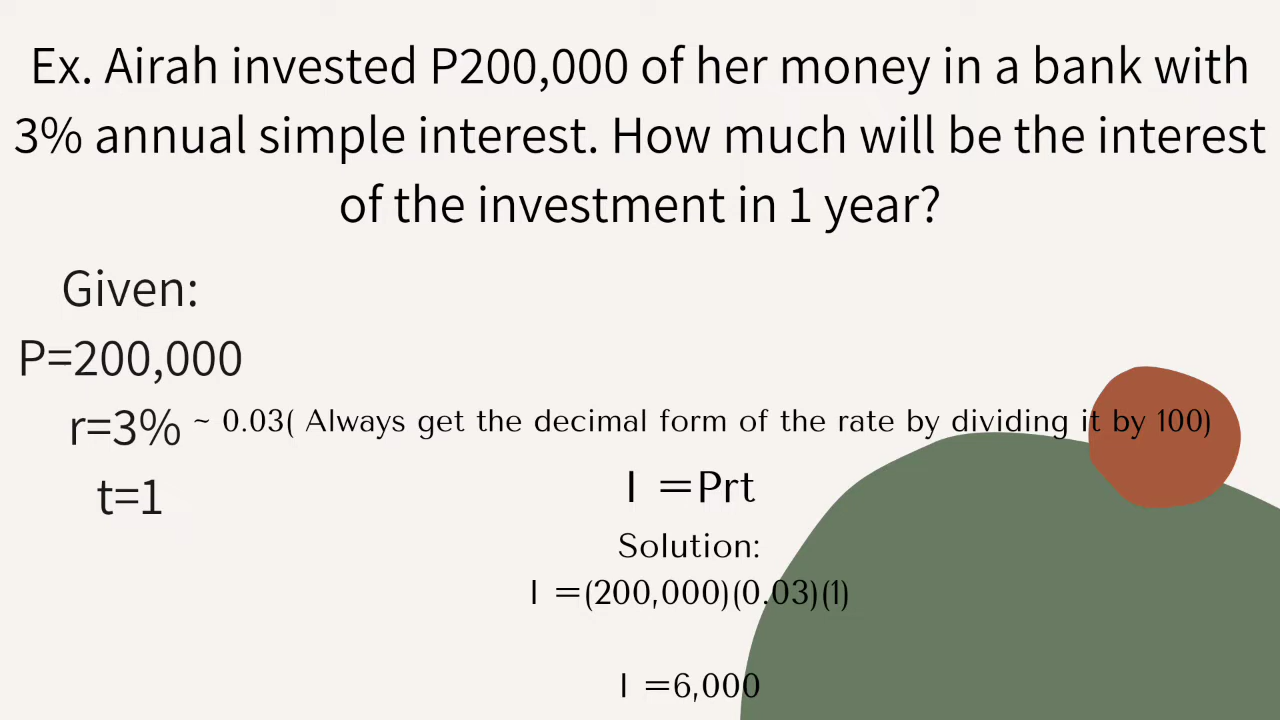 Ex. Airah invested P200,000 of her money in a bank with
3% annual simple interest. How much will be the interest
of the investment in 1 year?
Given:
P=200,000
r=3% ~ 0.03( Always get the decimal form of the rate by dividing it by 100)
t=1
I =Prt
Solution:
I =(200,000)(0.03)(1)
I =6,000